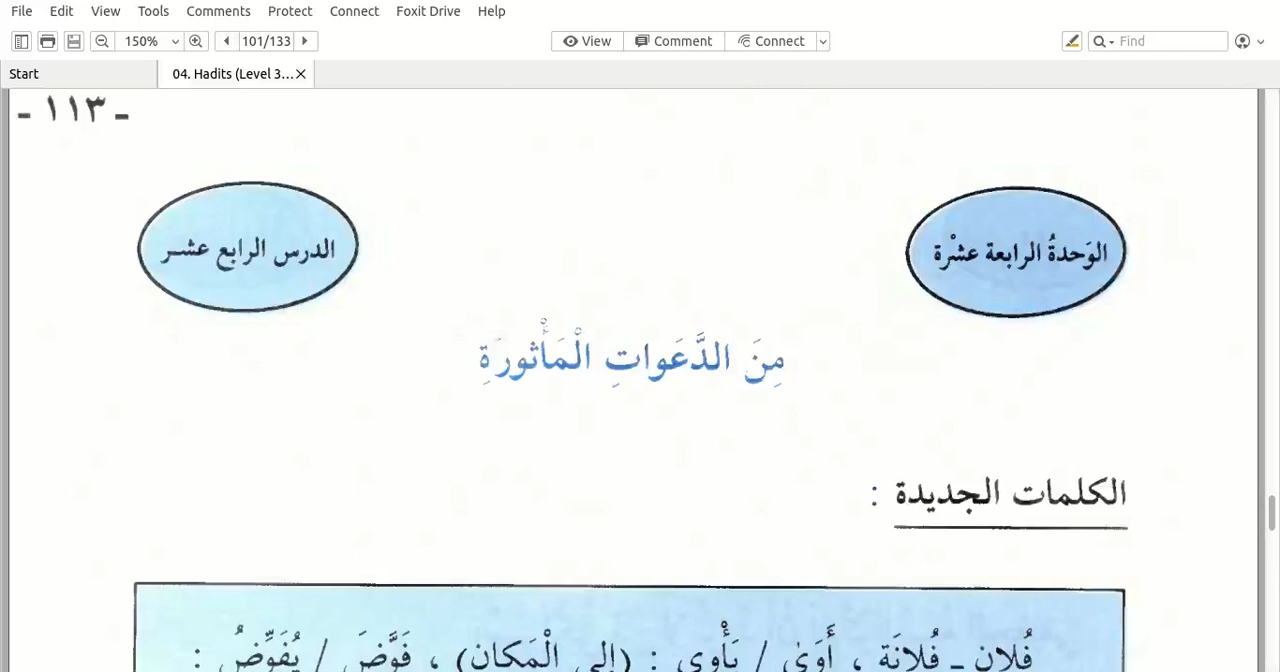 File Edit View Tools Comments Protect Connect Foxit Drive Help
150% 101/133 View Comment Connect Find
Start 04. Hadits (Level 3...
- ١١٣ -
الوَحدةُ الرابعة عشْرة
الدرس الرابع عشـر
مِنَ الدَّعَواتِ الْمَأْثورَةِ
الكلمات الجديدة :
فُلان ـ فُلانَة ، أَوَىٰ / يَأْوِي : (إلى الْمَكان) ، فَوَّضَ / يُفَوِّضُ :